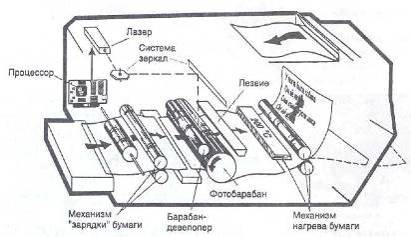 Лазер
Система
зеркал
Процессор
Лезвие
Фотобарабан
Механизм
"зарядки" бумаги
Барабан-
девелопер
Механизм
нагрева бумаги